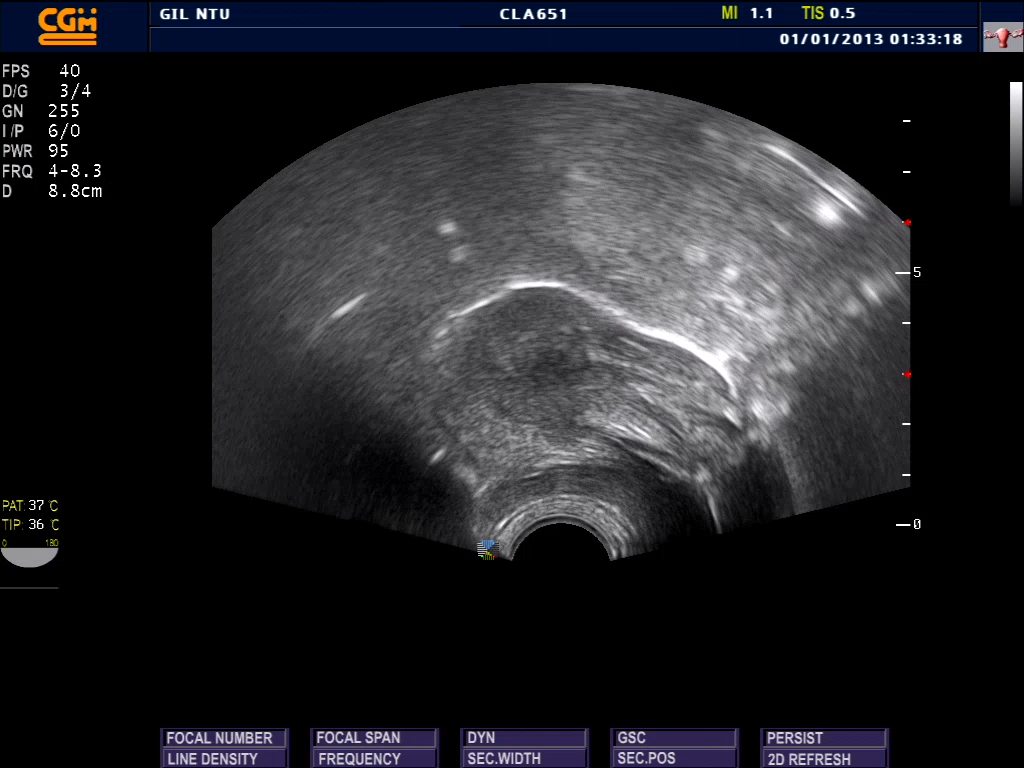 CGM
GIL NTU CLA651 MI 1.1 TIS 0.5
01/01/2013 01:33:18
FPS 40
D/G 3/4
GN 255
I/P 6/0
PWR 95
FRQ 4-8.3
D 8.8cm
5
PAT: 37 °C
TIP: 36 °C
0 180
0
FOCAL NUMBER FOCAL SPAN DYN GSC PERSIST
LINE DENSITY FREQUENCY SEC.WIDTH SEC.POS 2D REFRESH